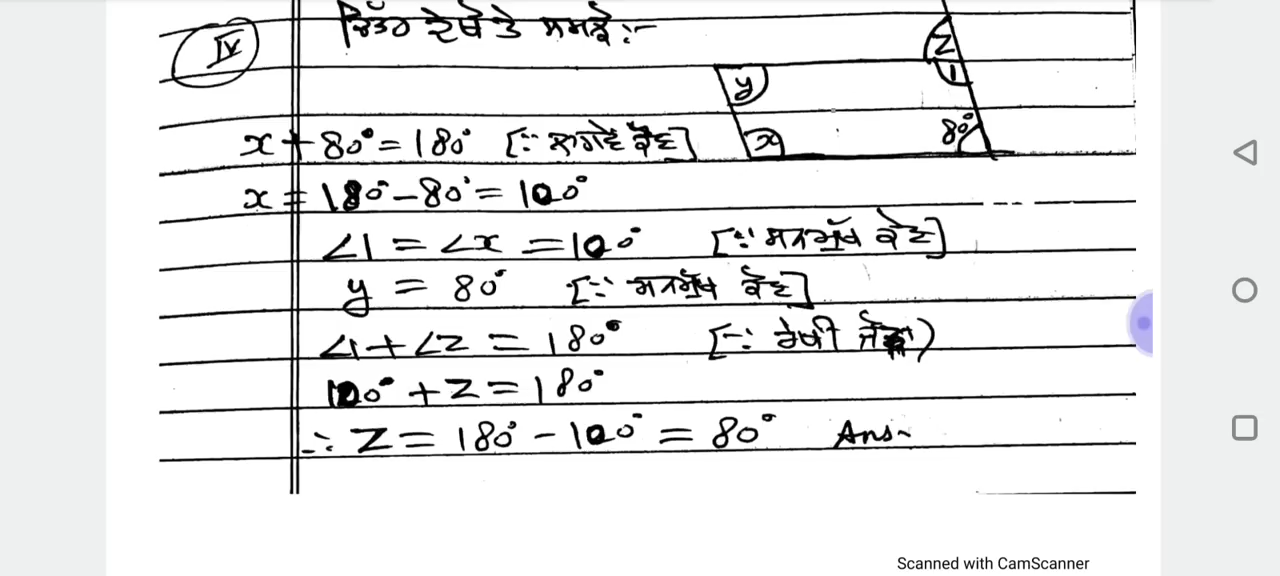 IV ਚਿੱਤਰ ਦੇਖੋ ਤੇ ਸਮਝੋ :-
y
z
1
x
80°
x + 80° = 180° [∵ ਲਾਗਵੇਂ ਕੋਣ]
x = 180° - 80° = 100°
∠1 = ∠x = 100° [∵ ਸਨਮੁੱਖ ਕੋਣ]
y = 80° [∵ ਸਨਮੁੱਖ ਕੋਣ]
∠1 + ∠z = 180° [∵ ਰੇਖੀ ਜੋੜਾ)
100° + z = 180°
∴ z = 180° - 100° = 80° Ans~
Scanned with CamScanner